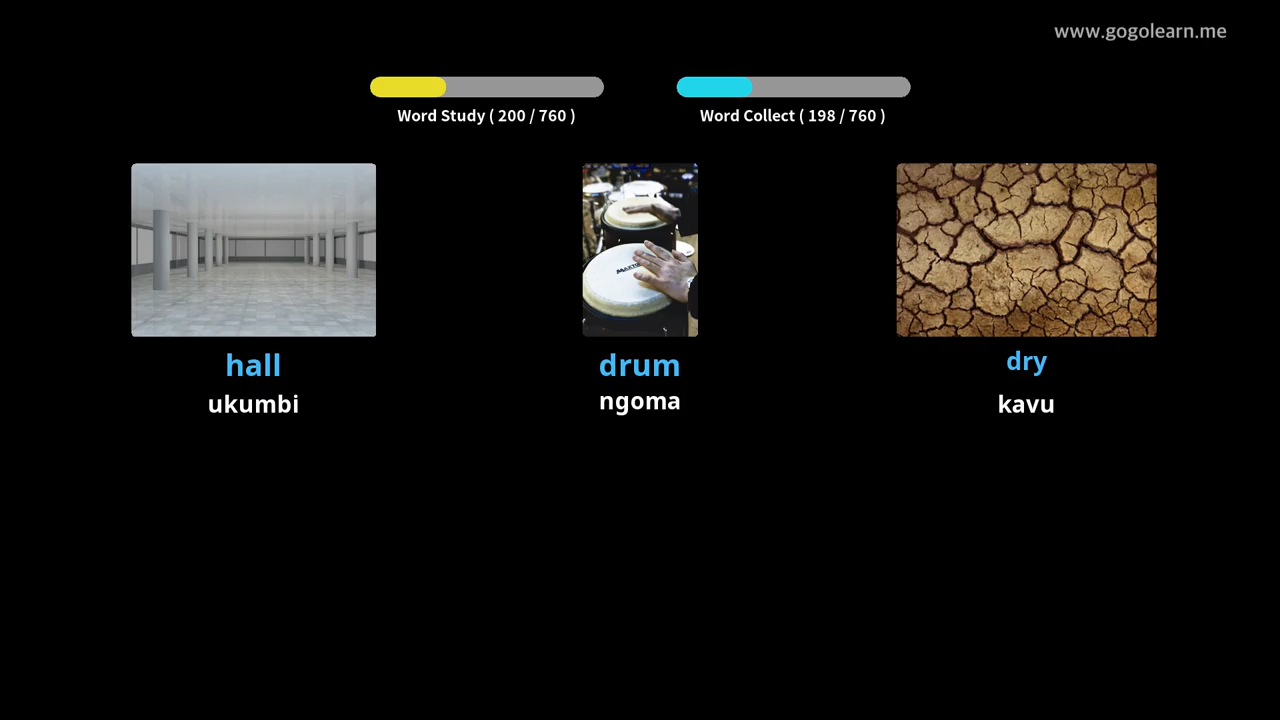 www.gogolearn.me
Word Study ( 200 / 760 )
Word Collect ( 198 / 760 )
hall
ukumbi
drum
ngoma
dry
kavu